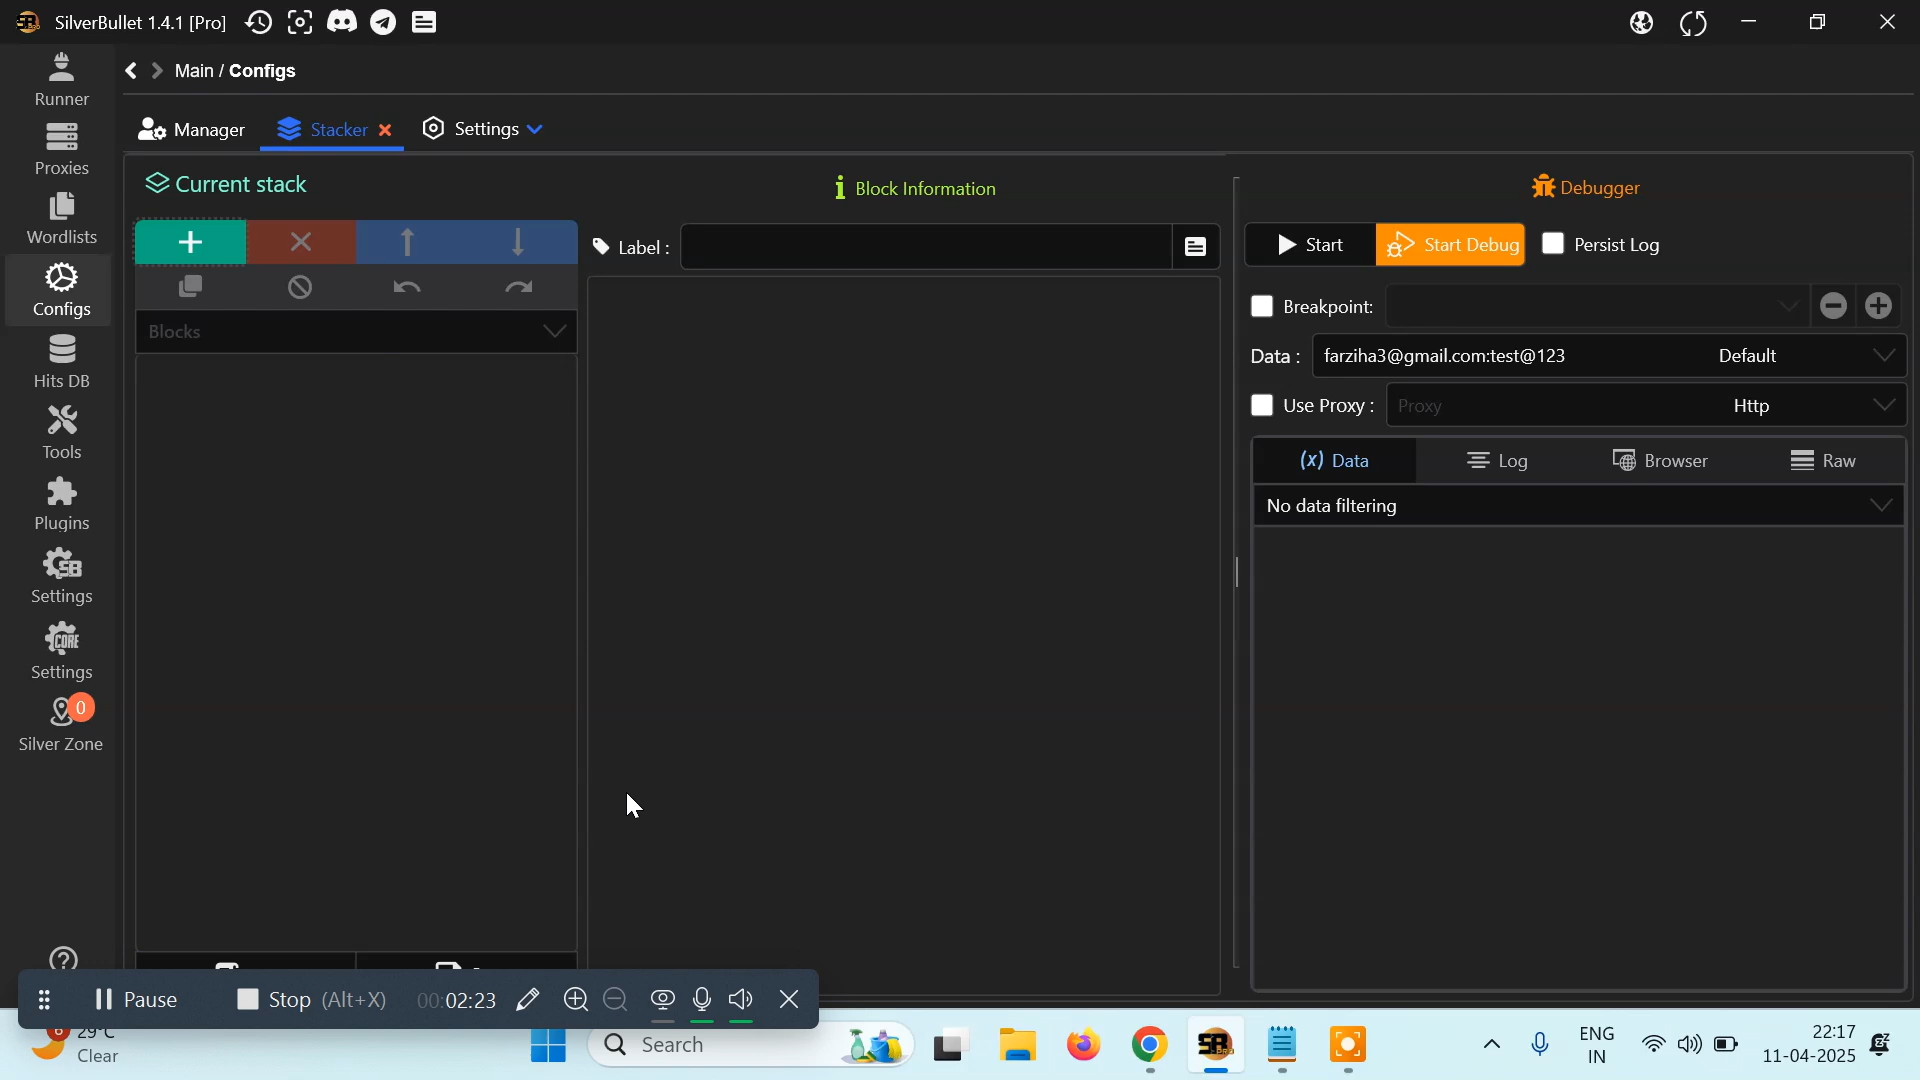 SilverBullet 1.4.1 [Pro]
Runner
Proxies
Wordlists
Configs
Hits DB
Tools
Plugins
Settings
Settings
0
Silver Zone
Main / Configs
Manager
Stacker
Settings
Current stack
Blocks
Block Information
Label :
Debugger
Start
Start Debug
Persist Log
Breakpoint:
Data : farziha3@gmail.com:test@123 Default
Use Proxy : Proxy Http
(x) Data
Log
Browser
Raw
No data filtering
Pause
Stop (Alt+X)
00:02:23
29°C
Clear
Search
ENG
IN
22:17
11-04-2025